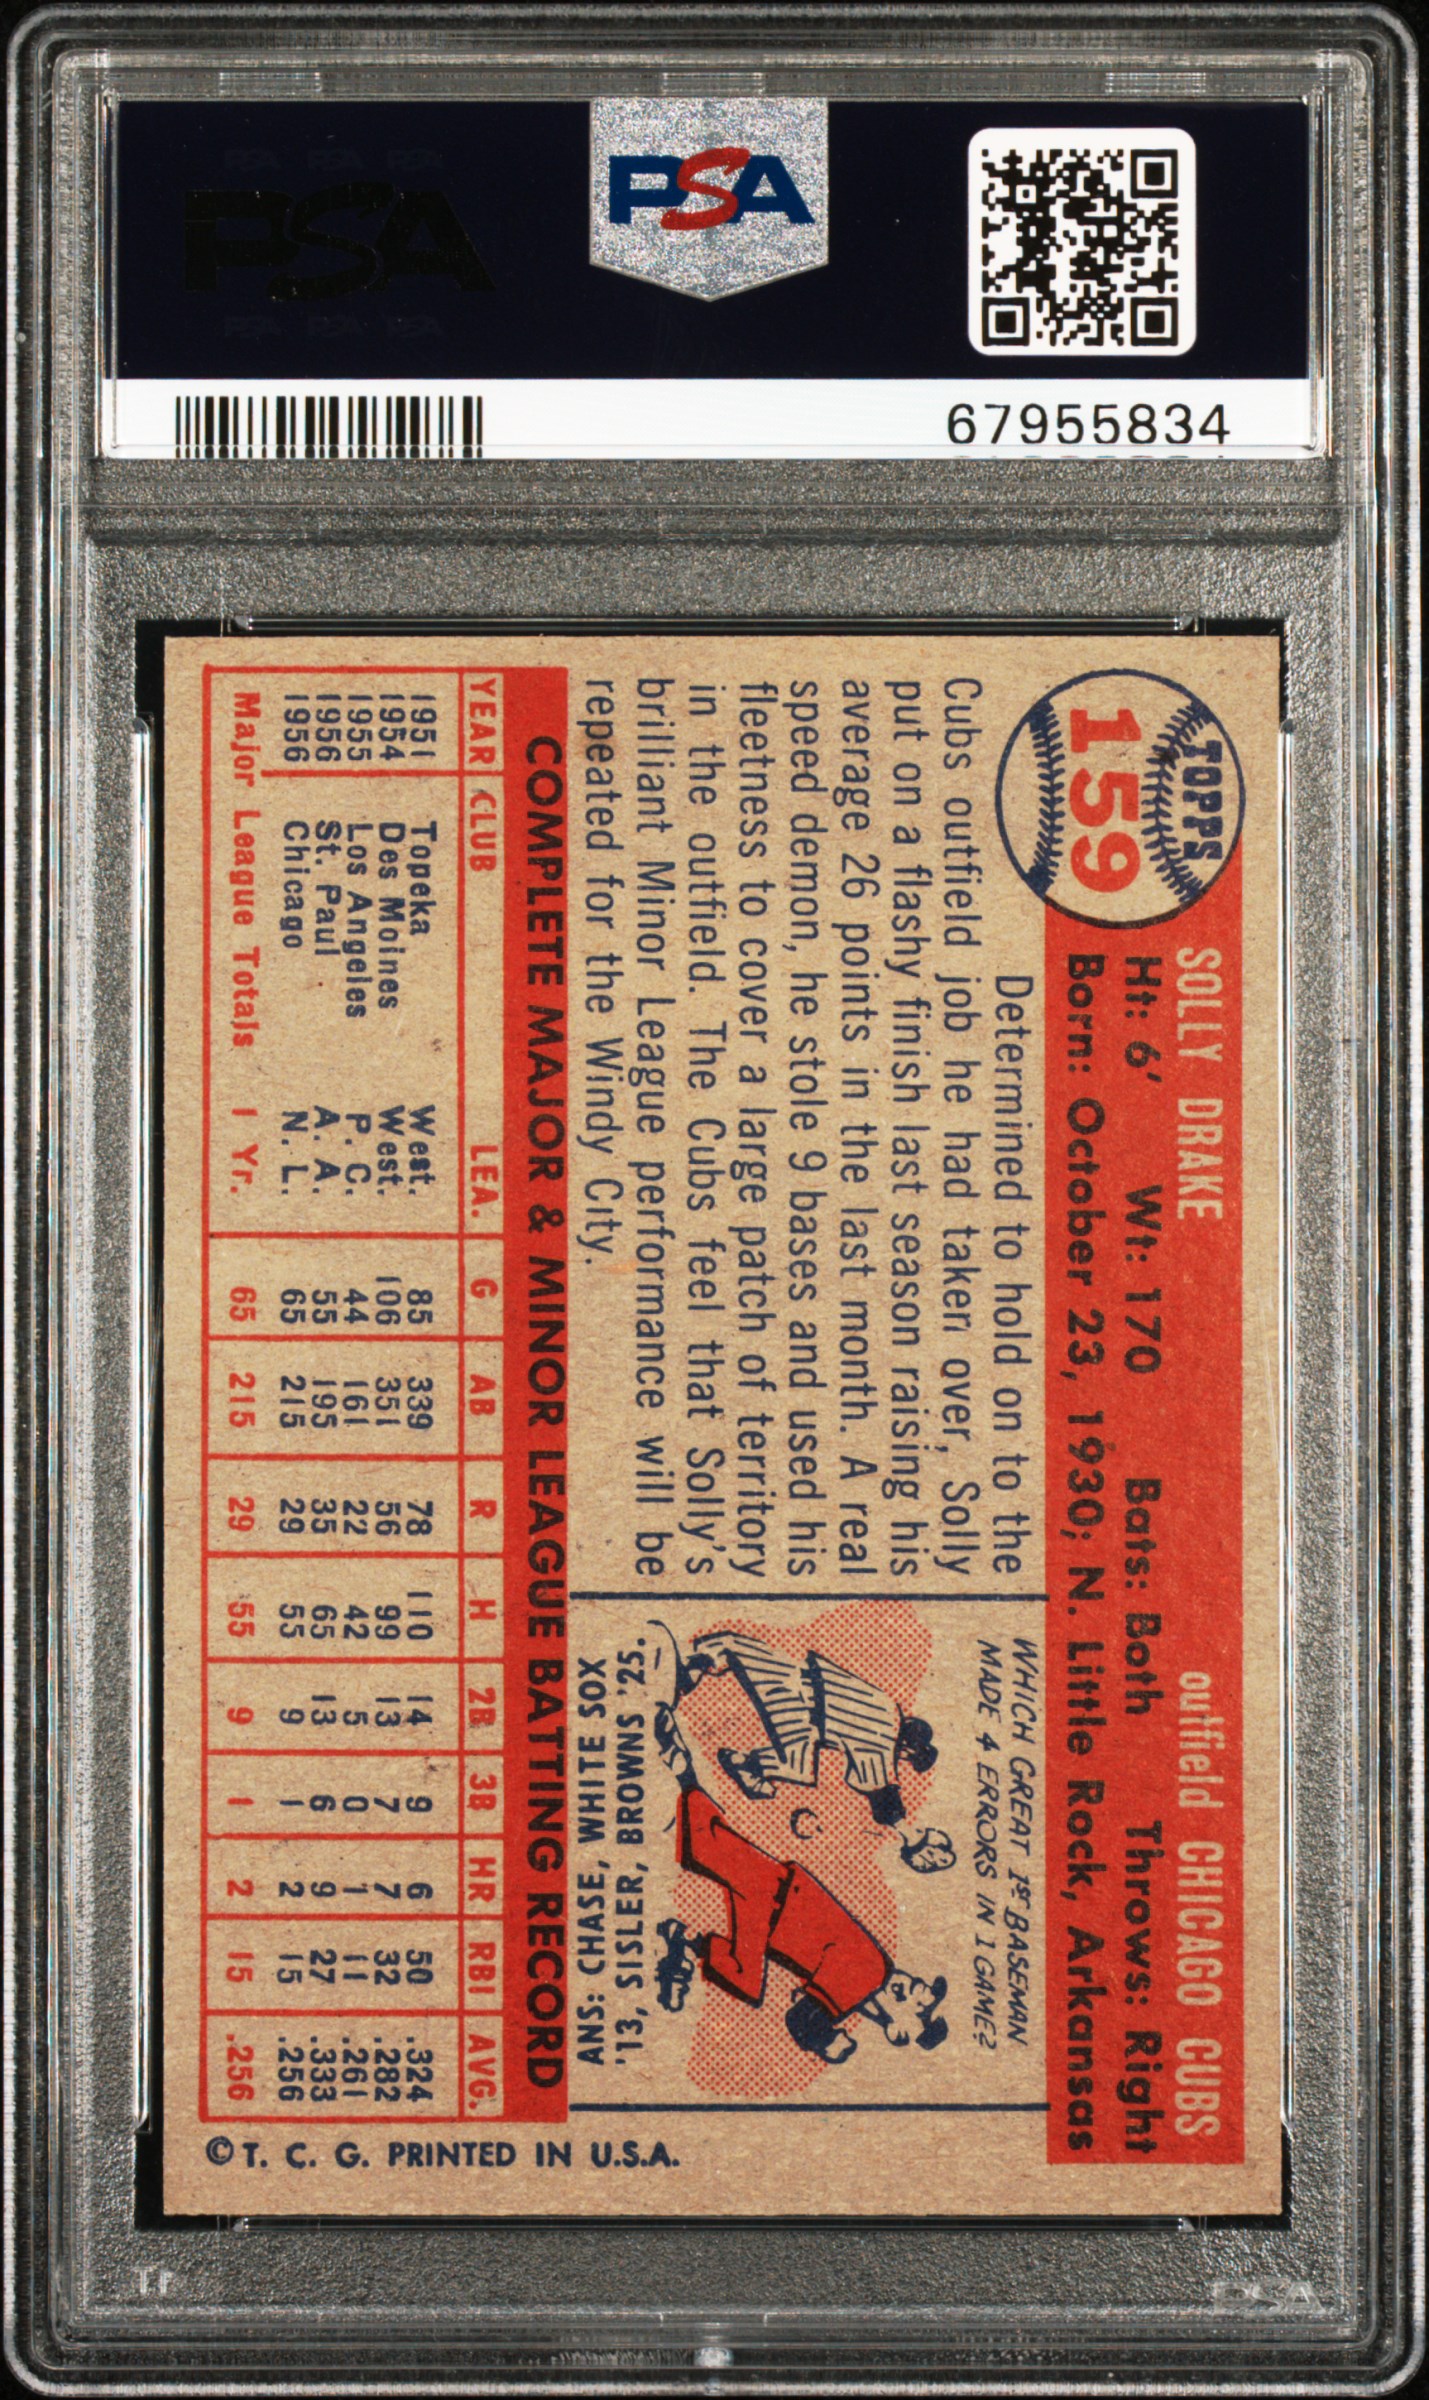 PSA
PSA PSA PSA
PSA
PSA PSA PSA
67955834
TOPPS
159
SOLLY DRAKE outfield CHICAGO CUBS
Ht: 6' Wt: 170 Bats: Both Throws: Right
Born: October 23, 1930; N. Little Rock, Arkansas
Determined to hold on to the
Cubs outfield job he had taken over, Solly
put on a flashy finish last season raising his
average 26 points in the last month. A real
speed demon, he stole 9 bases and used his
fleetness to cover a large patch of territory
in the outfield. The Cubs feel that Solly's
brilliant Minor League performance will be
repeated for the Windy City.
WHICH GREAT 1ST BASEMAN
MADE 4 ERRORS IN 1 GAME?
ANS: CHASE, WHITE SOX
'13, SISLER, BROWNS '25.
COMPLETE MAJOR & MINOR LEAGUE BATTING RECORD
YEAR CLUB LEA. G AB R H 2B 3B HR RBI AVG.
1951 Topeka West. 85 339 78 110 14 9 6 50 .324
1954 Des Moines West. 106 351 56 99 13 7 7 32 .282
1955 Los Angeles P. C. 44 161 22 42 5 0 1 11 .261
1956 St. Paul A. A. 55 195 35 65 13 6 9 27 .333
1956 Chicago N. L. 65 215 29 55 9 1 2 15 .256
Major League Totals 1 Yr. 65 215 29 55 9 1 2 15 .256
© T. C. G. PRINTED IN U.S.A.
PSA